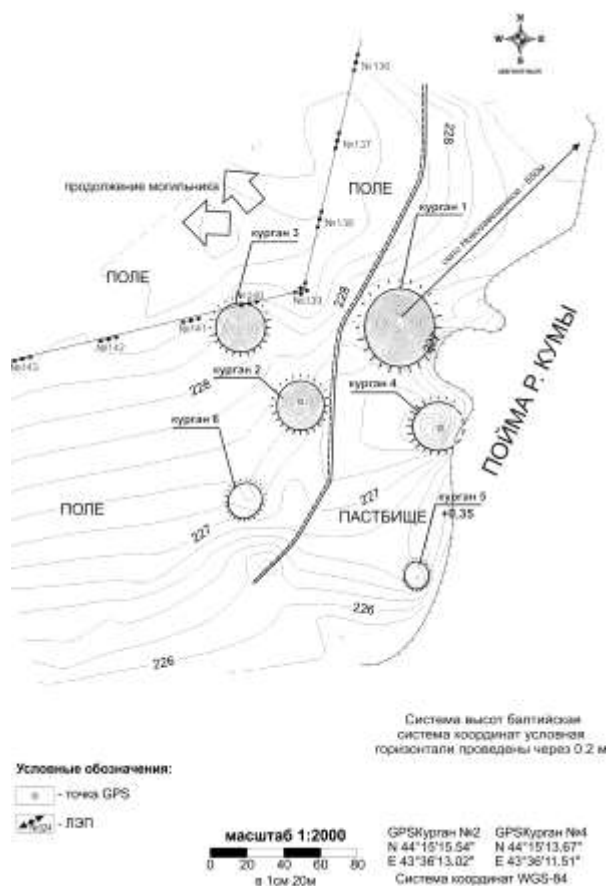 N
W
S
№136
228
№137
ПОЛЕ
курган 1
продолжение могильника
№138
курган 3
ПОЛЕ
№139
228
№141
№142
№143
228
курган 2
курган 4
ПОЙМА Р. КУМЫ
курган 6
227
курган 5
ПОЛЕ
ПАСТБИЩЕ
+0,35
227
226
226
Система высот балтийская
система координат условная
горизонтали проведены через 0.2 м
Условные обозначения:
- точка GPS
- ЛЭП
масштаб 1:2000
0 20 40 60 80
в 1см 20м
GPSКурган №2 GPSКурган №4
N 44°15'15.54" N 44°15'13.67"
E 43°36'13.02" E 43°36'11.51"
Система координат WGS-84